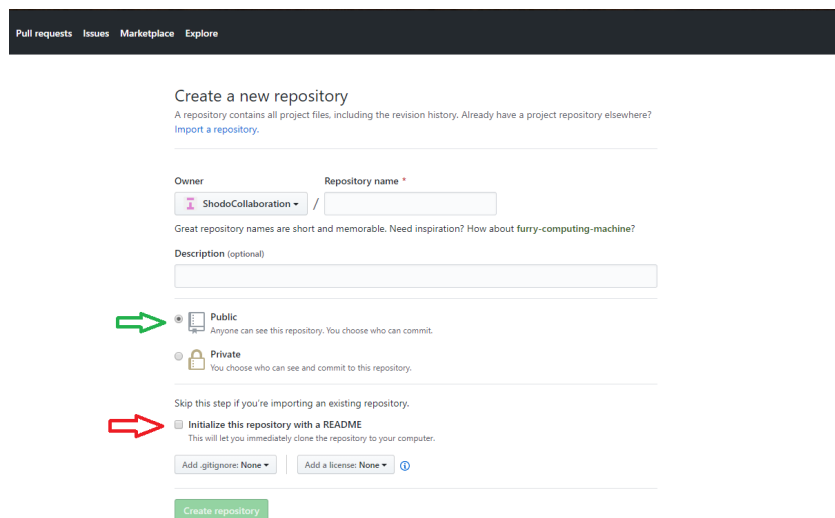 Pull requests Issues Marketplace Explore
Create a new repository
A repository contains all project files, including the revision history. Already have a project repository elsewhere?
Import a repository.
Owner Repository name *
ShodoCollaboration /
Great repository names are short and memorable. Need inspiration? How about furry-computing-machine?
Description (optional)
Public
Anyone can see this repository. You choose who can commit.
Private
You choose who can see and commit to this repository.
Skip this step if you're importing an existing repository.
Initialize this repository with a README
This will let you immediately clone the repository to your computer.
Add .gitignore: None Add a license: None
Create repository